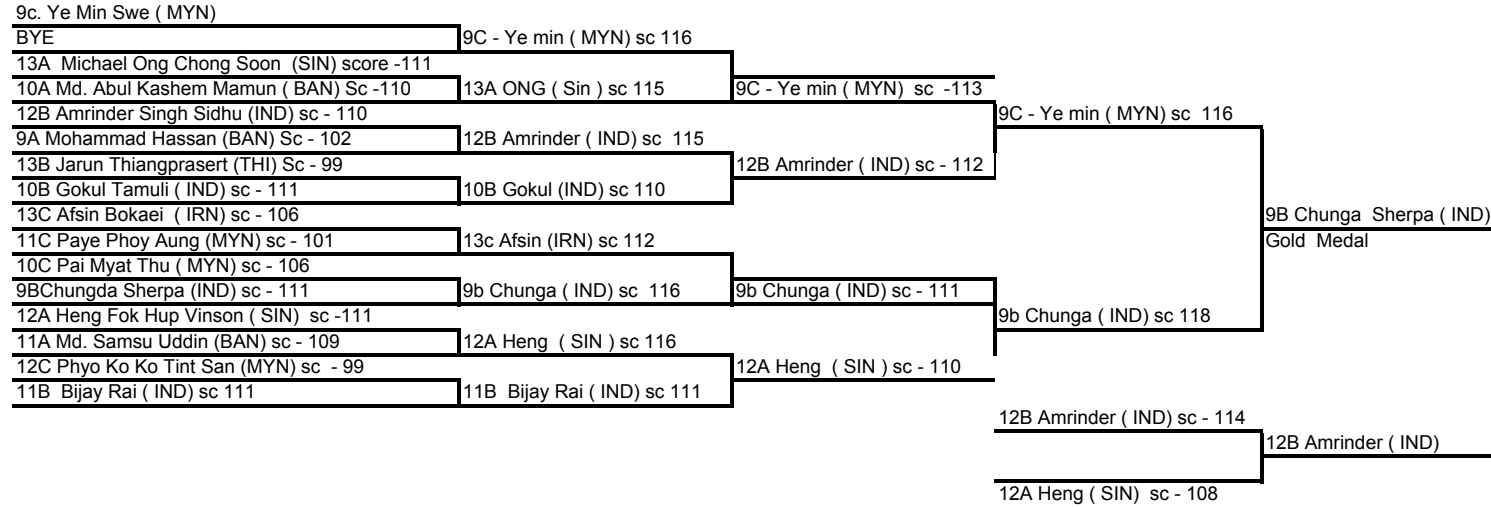 9c. Ye Min Swe ( MYN)
BYE
9C - Ye min ( MYN) sc 116
13A Michael Ong Chong Soon (SIN) score -111
10A Md. Abul Kashem Mamun ( BAN) Sc -110
13A ONG ( Sin ) sc 115
9C - Ye min ( MYN) sc -113
12B Amrinder Singh Sidhu (IND) sc - 110
9C - Ye min ( MYN) sc 116
9A Mohammad Hassan (BAN) Sc - 102
12B Amrinder ( IND) sc 115
13B Jarun Thiangprasert (THI) Sc - 99
12B Amrinder ( IND) sc - 112
10B Gokul Tamuli ( IND) sc - 111
10B Gokul (IND) sc 110
13C Afsin Bokaei ( IRN) sc - 106
9B Chunga Sherpa ( IND)
11C Paye Phoy Aung (MYN) sc - 101
13c Afsin (IRN) sc 112
Gold Medal
10C Pai Myat Thu ( MYN) sc - 106
9BChungda Sherpa (IND) sc - 111
9b Chunga ( IND) sc 116
9b Chunga ( IND) sc - 111
12A Heng Fok Hup Vinson ( SIN) sc -111
9b Chunga ( IND) sc 118
11A Md. Samsu Uddin (BAN) sc - 109
12A Heng ( SIN ) sc 116
12C Phyo Ko Ko Tint San (MYN) sc - 99
12A Heng ( SIN ) sc - 110
11B Bijay Rai ( IND) sc 111
11B Bijay Rai ( IND) sc 111
12B Amrinder ( IND) sc - 114
12B Amrinder ( IND)
12A Heng ( SIN) sc - 108